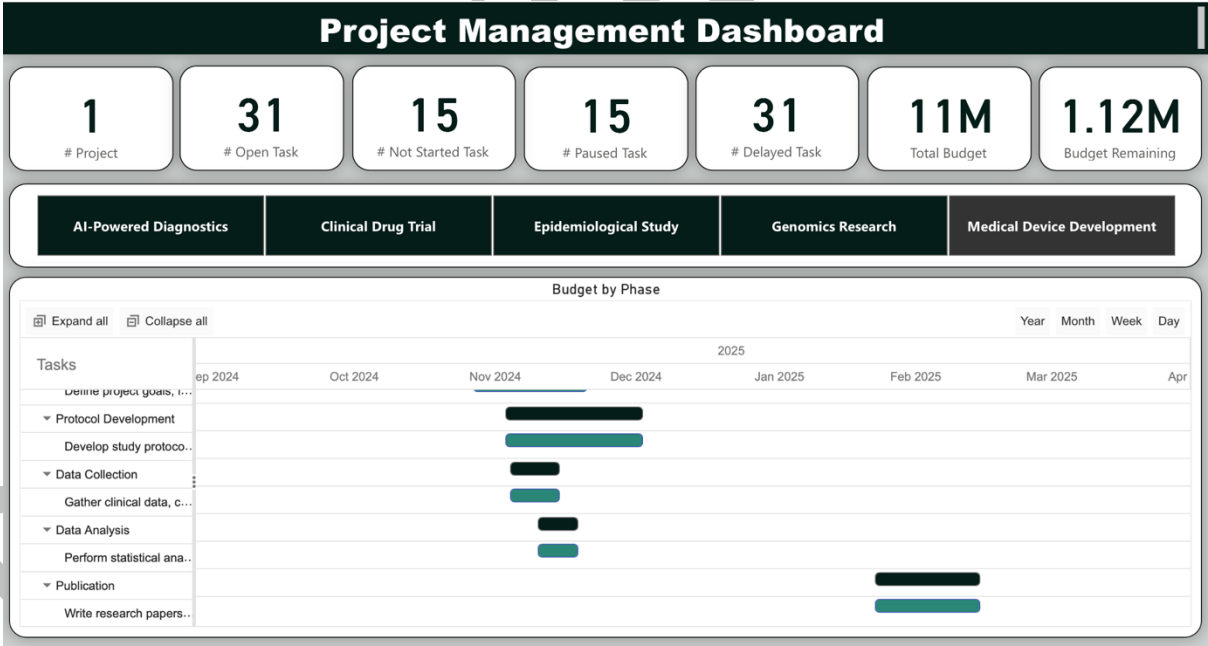 Project Management Dashboard
1
# Project
31
# Open Task
15
# Not Started Task
15
# Paused Task
31
# Delayed Task
11M
Total Budget
1.12M
Budget Remaining
AI-Powered Diagnostics
Clinical Drug Trial
Epidemiological Study
Genomics Research
Medical Device Development
Budget by Phase
Expand all
Collapse all
Year
Month
Week
Day
Tasks
2025
ep 2024
Oct 2024
Nov 2024
Dec 2024
Jan 2025
Feb 2025
Mar 2025
Apr
Define project goals,
Protocol Development
Develop study protoco...
Data Collection
Gather clinical data, c...
Data Analysis
Perform statistical ana...
Publication
Write research papers...